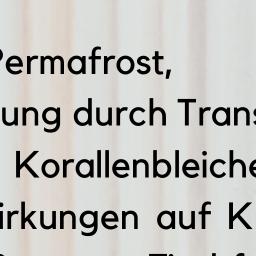 Permafrost,
ung durch Trans
Korallenbleiche
irkungen auf K